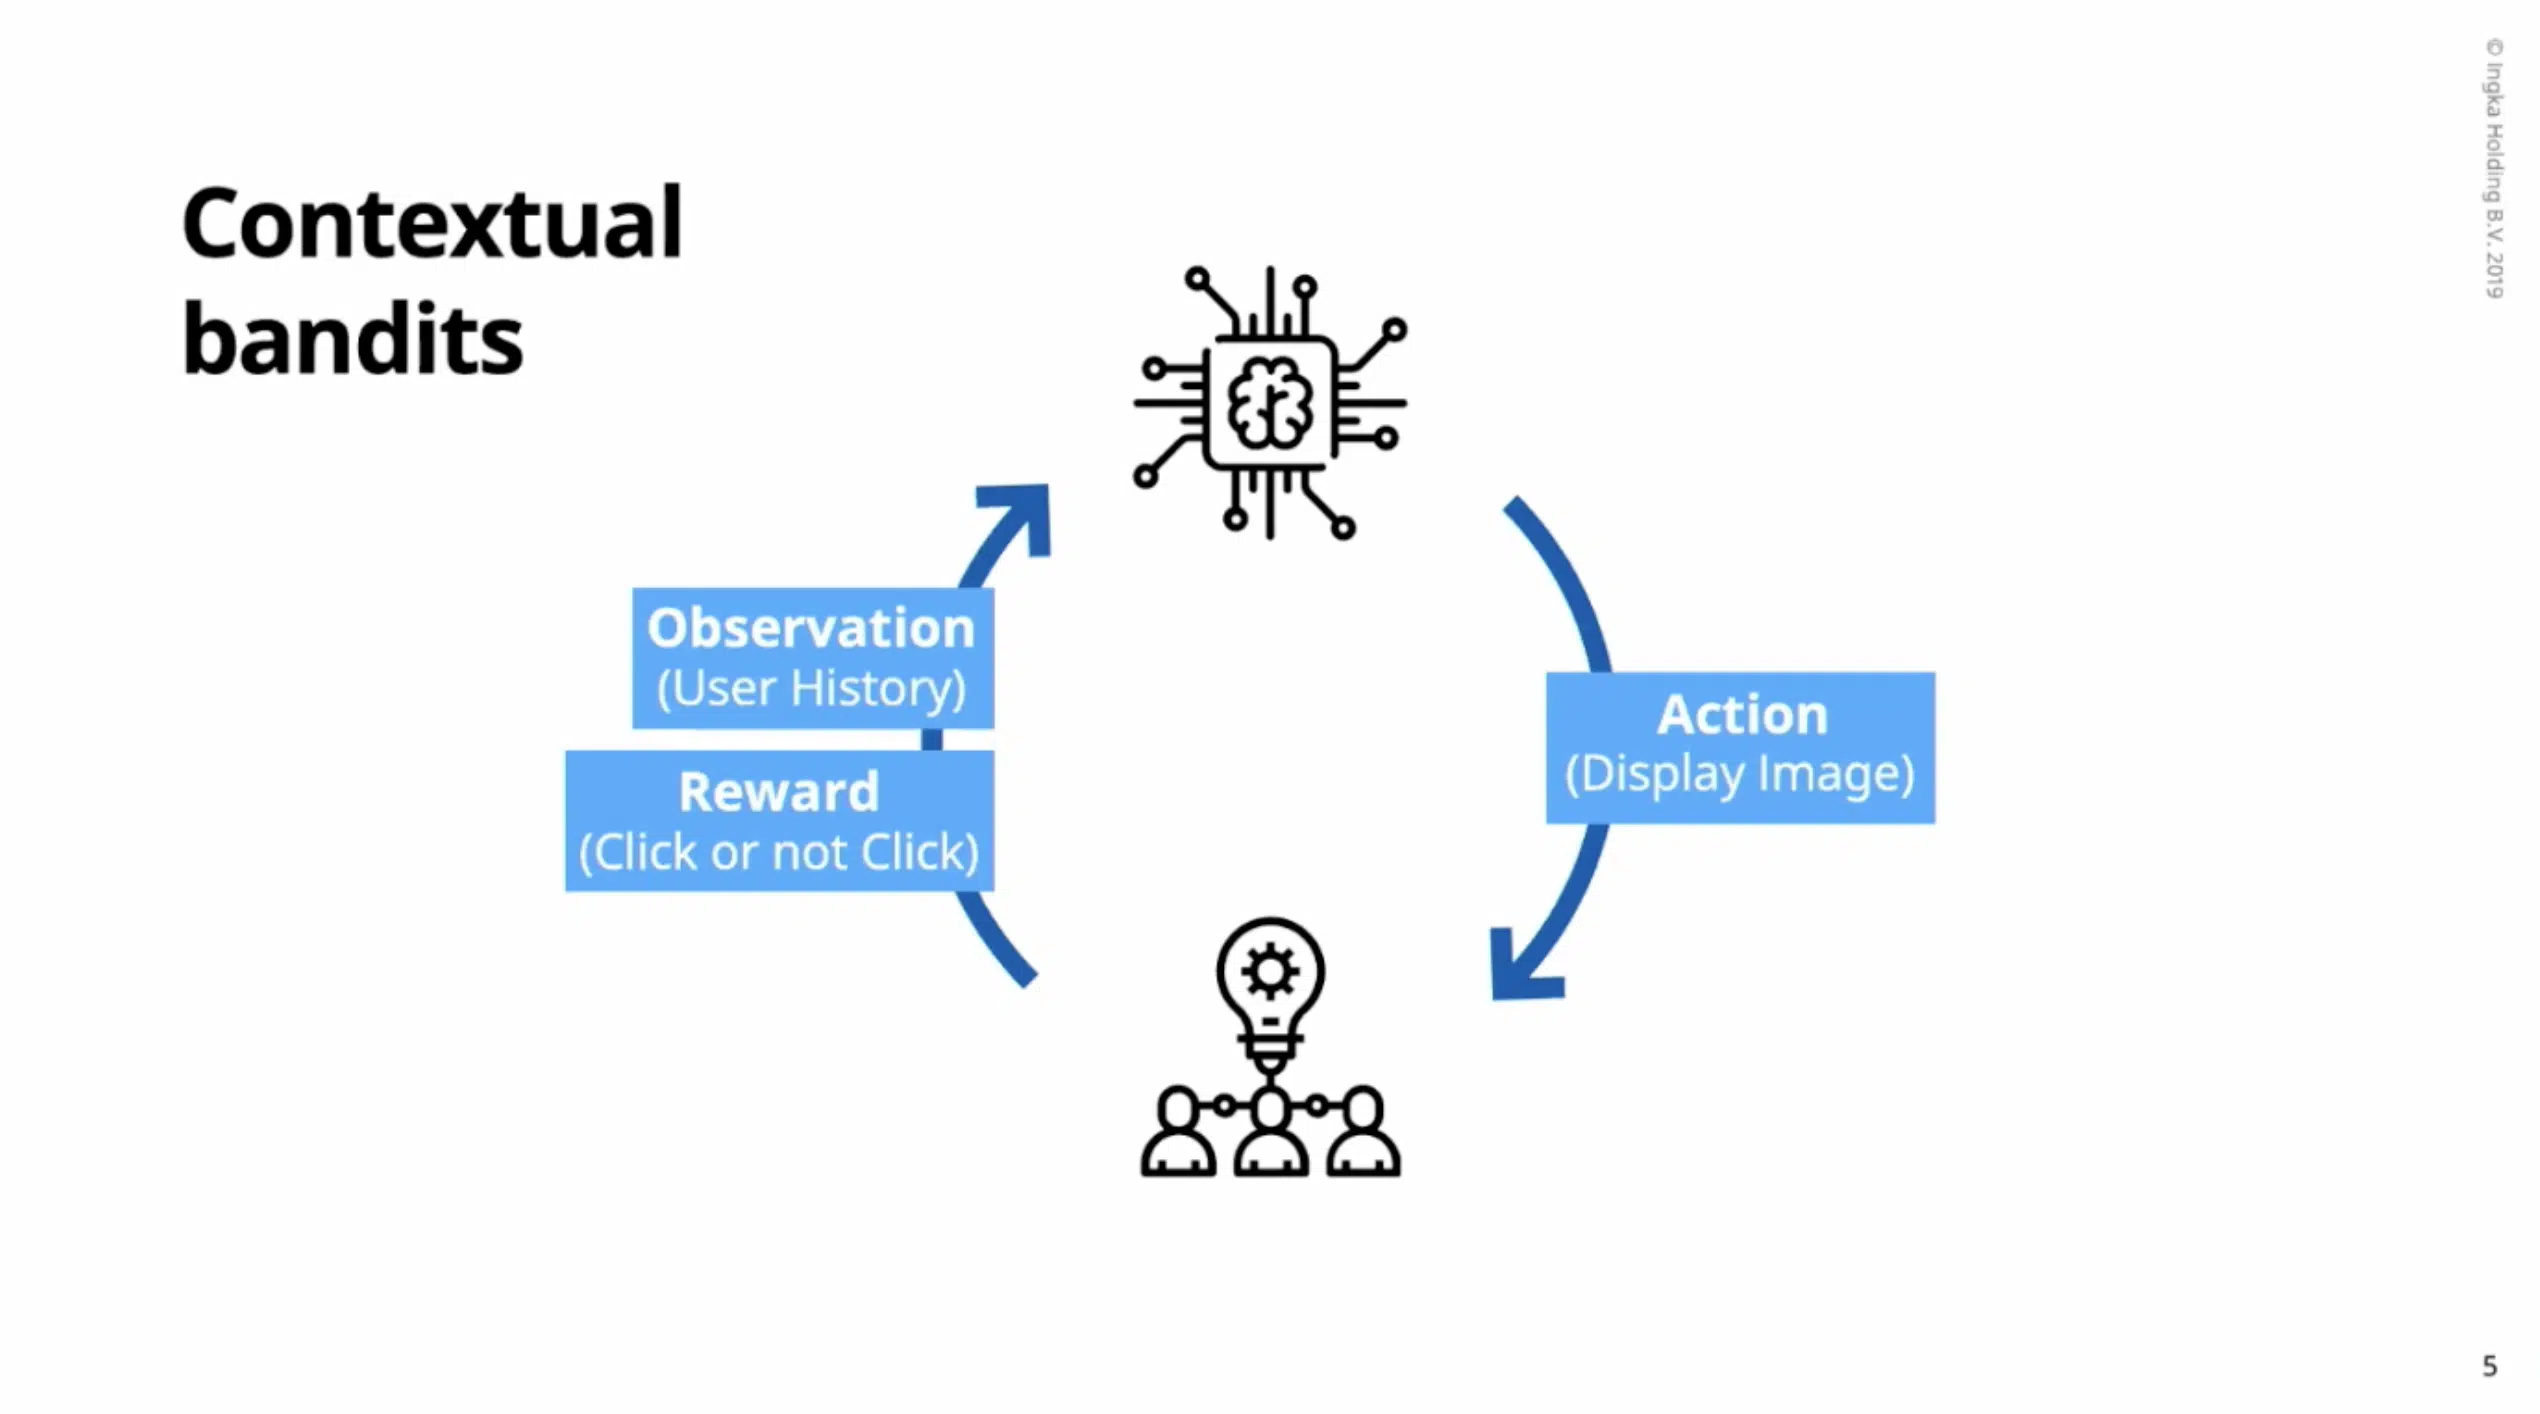 Contextual
bandits
Observation
(User History)
Reward
(Click or not Click)
Action
(Display Image)
© Ingka Holding B.V. 2019
5